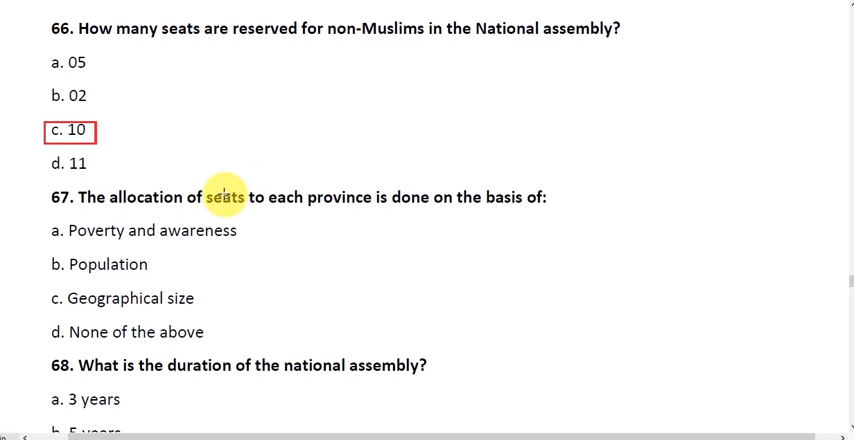 66. How many seats are reserved for non-Muslims in the National assembly?
a. 05
b. 02
c. 10
d. 11
67. The allocation of seats to each province is done on the basis of:
a. Poverty and awareness
b. Population
c. Geographical size
d. None of the above
68. What is the duration of the national assembly?
a. 3 years
b. 5 years